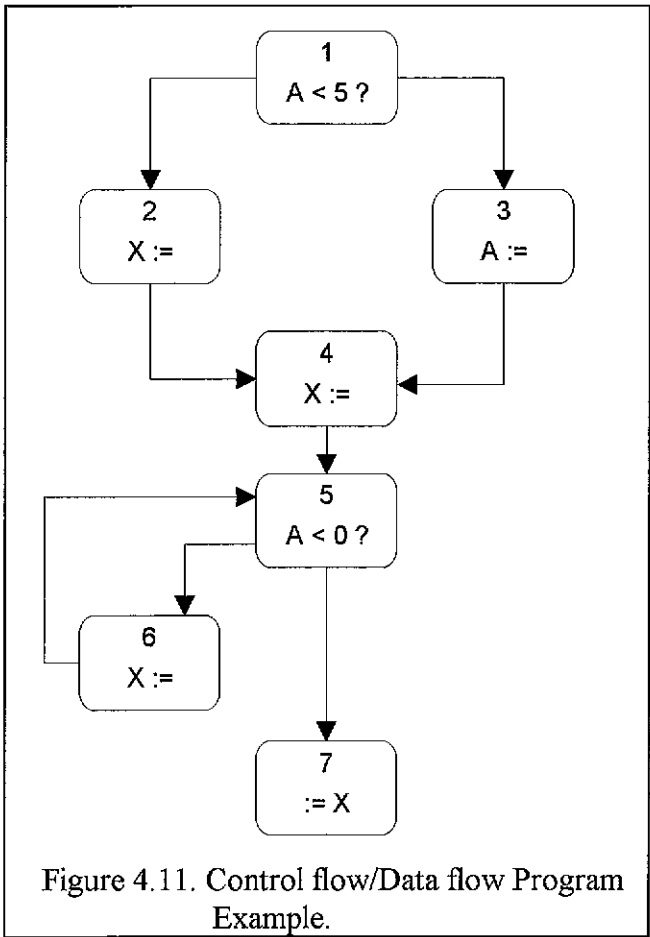 1
A < 5 ?
2
X :=
3
A :=
4
X :=
5
A < 0 ?
6
X :=
7
:= X
Figure 4.11. Control flow/Data flow Program
Example.